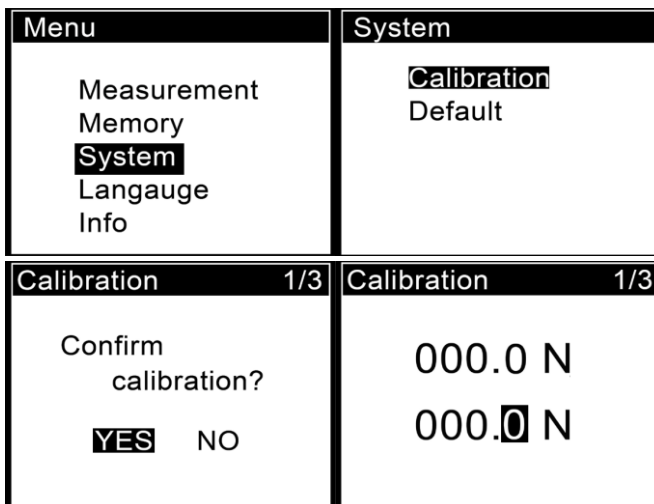 Menu
Measurement
Memory
System
Langauge
Info
System
Calibration
Default
Calibration 1/3
Confirm
calibration?
YES NO
Calibration 1/3
000.0 N
000.0 N